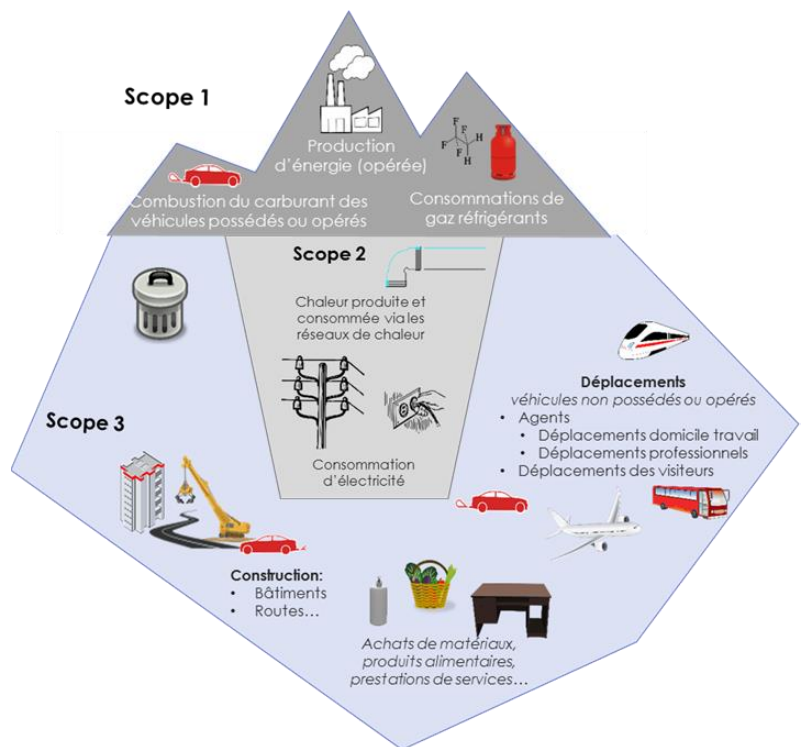 Scope 1
Production
d'énergie (opérée)
F
F
F
F
H
H
Combustion du carburant des
véhicules possédés ou opérés
Consommations de
gaz réfrigérants
Scope 2
Chaleur produite et
consommée via les
réseaux de chaleur
Consommation
d'électricité
Scope 3
Déplacements
véhicules non possédés ou opérés
• Agents
• Déplacements domicile travail
• Déplacements professionnels
• Déplacements des visiteurs
Construction:
• Bâtiments
• Routes…
Achats de matériaux,
produits alimentaires,
prestations de services…